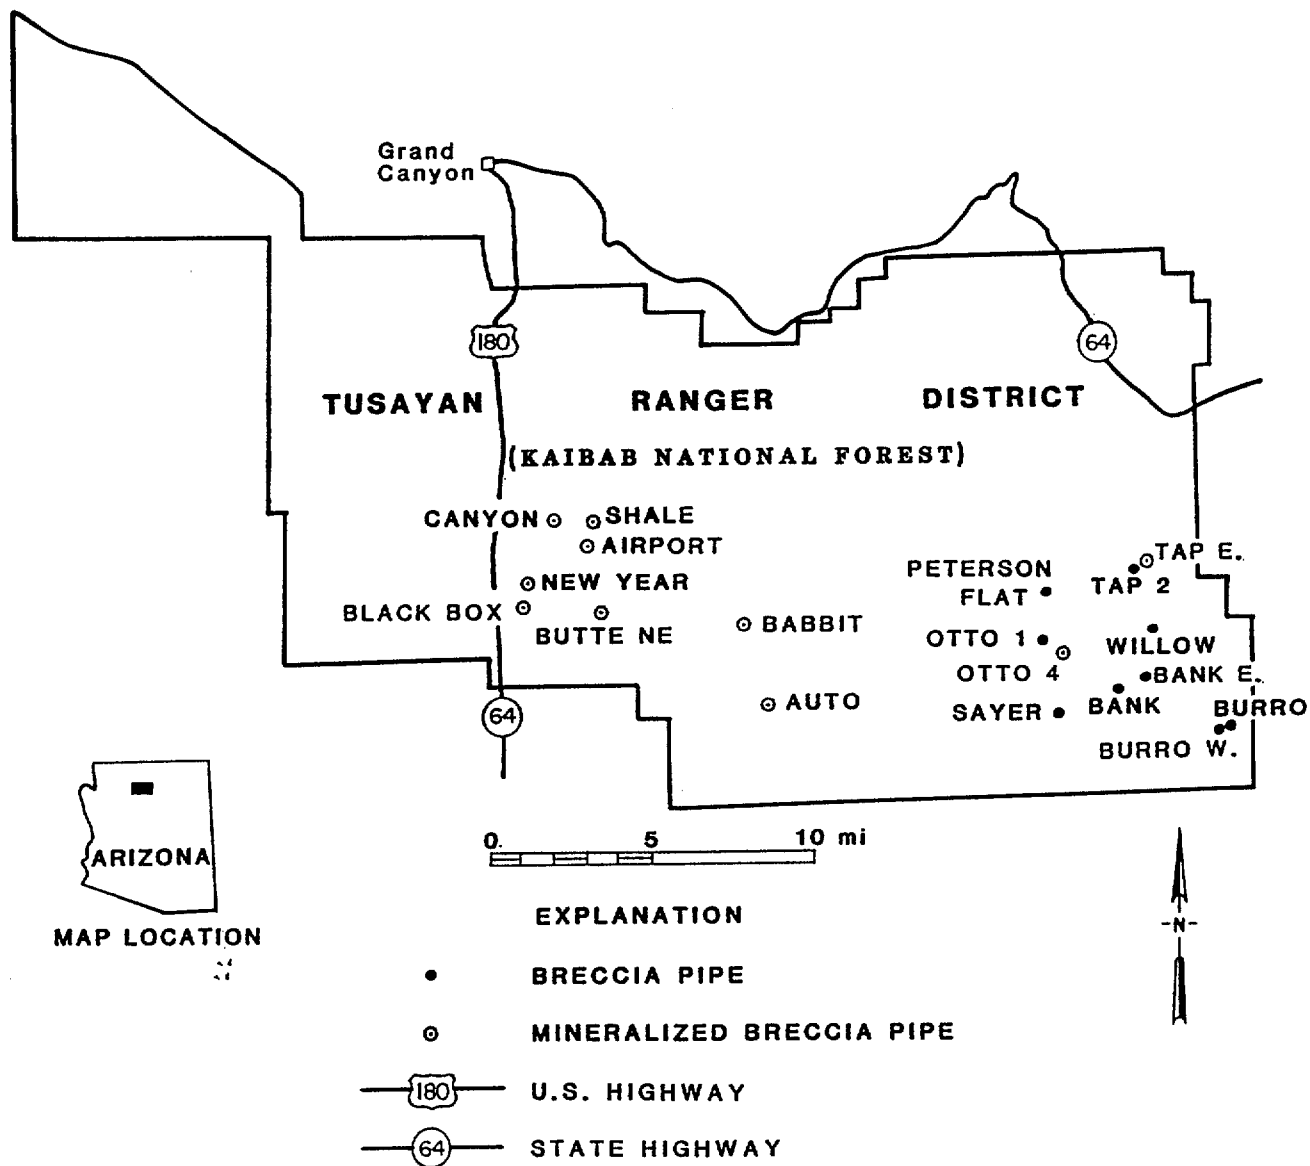 Grand
Canyon
180
64
TUSAYAN RANGER DISTRICT
(KAIBAB NATIONAL FOREST)
CANYON
SHALE
AIRPORT
NEW YEAR
BLACK BOX
BUTTE NE
BABBIT
AUTO
PETERSON
FLAT
TAP E.
TAP 2
OTTO 1
OTTO 4
WILLOW
BANK E.
BANK
SAYER
BURRO
BURRO W.
64
ARIZONA
MAP LOCATION
0 5 10 mi
-N-
EXPLANATION
BRECCIA PIPE
MINERALIZED BRECCIA PIPE
180 U.S. HIGHWAY
64 STATE HIGHWAY